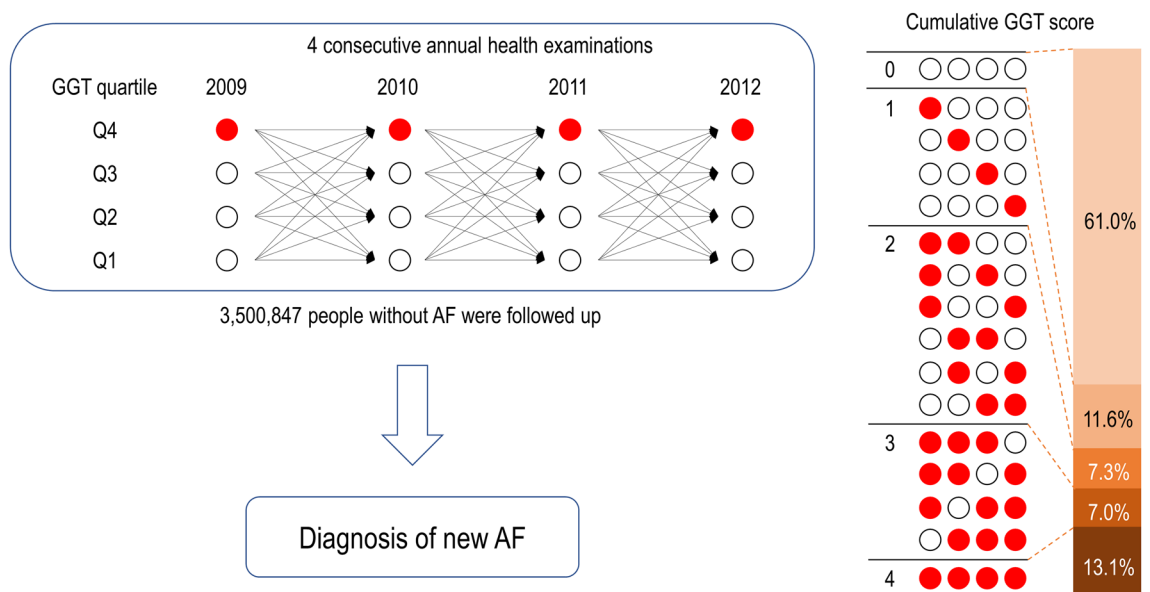 4 consecutive annual health examinations
GGT quartile 2009 2010 2011 2012
Q4
Q3
Q2
Q1
3,500,847 people without AF were followed up
Diagnosis of new AF
Cumulative GGT score
0
1
2
3
4
61.0%
11.6%
7.3%
7.0%
13.1%